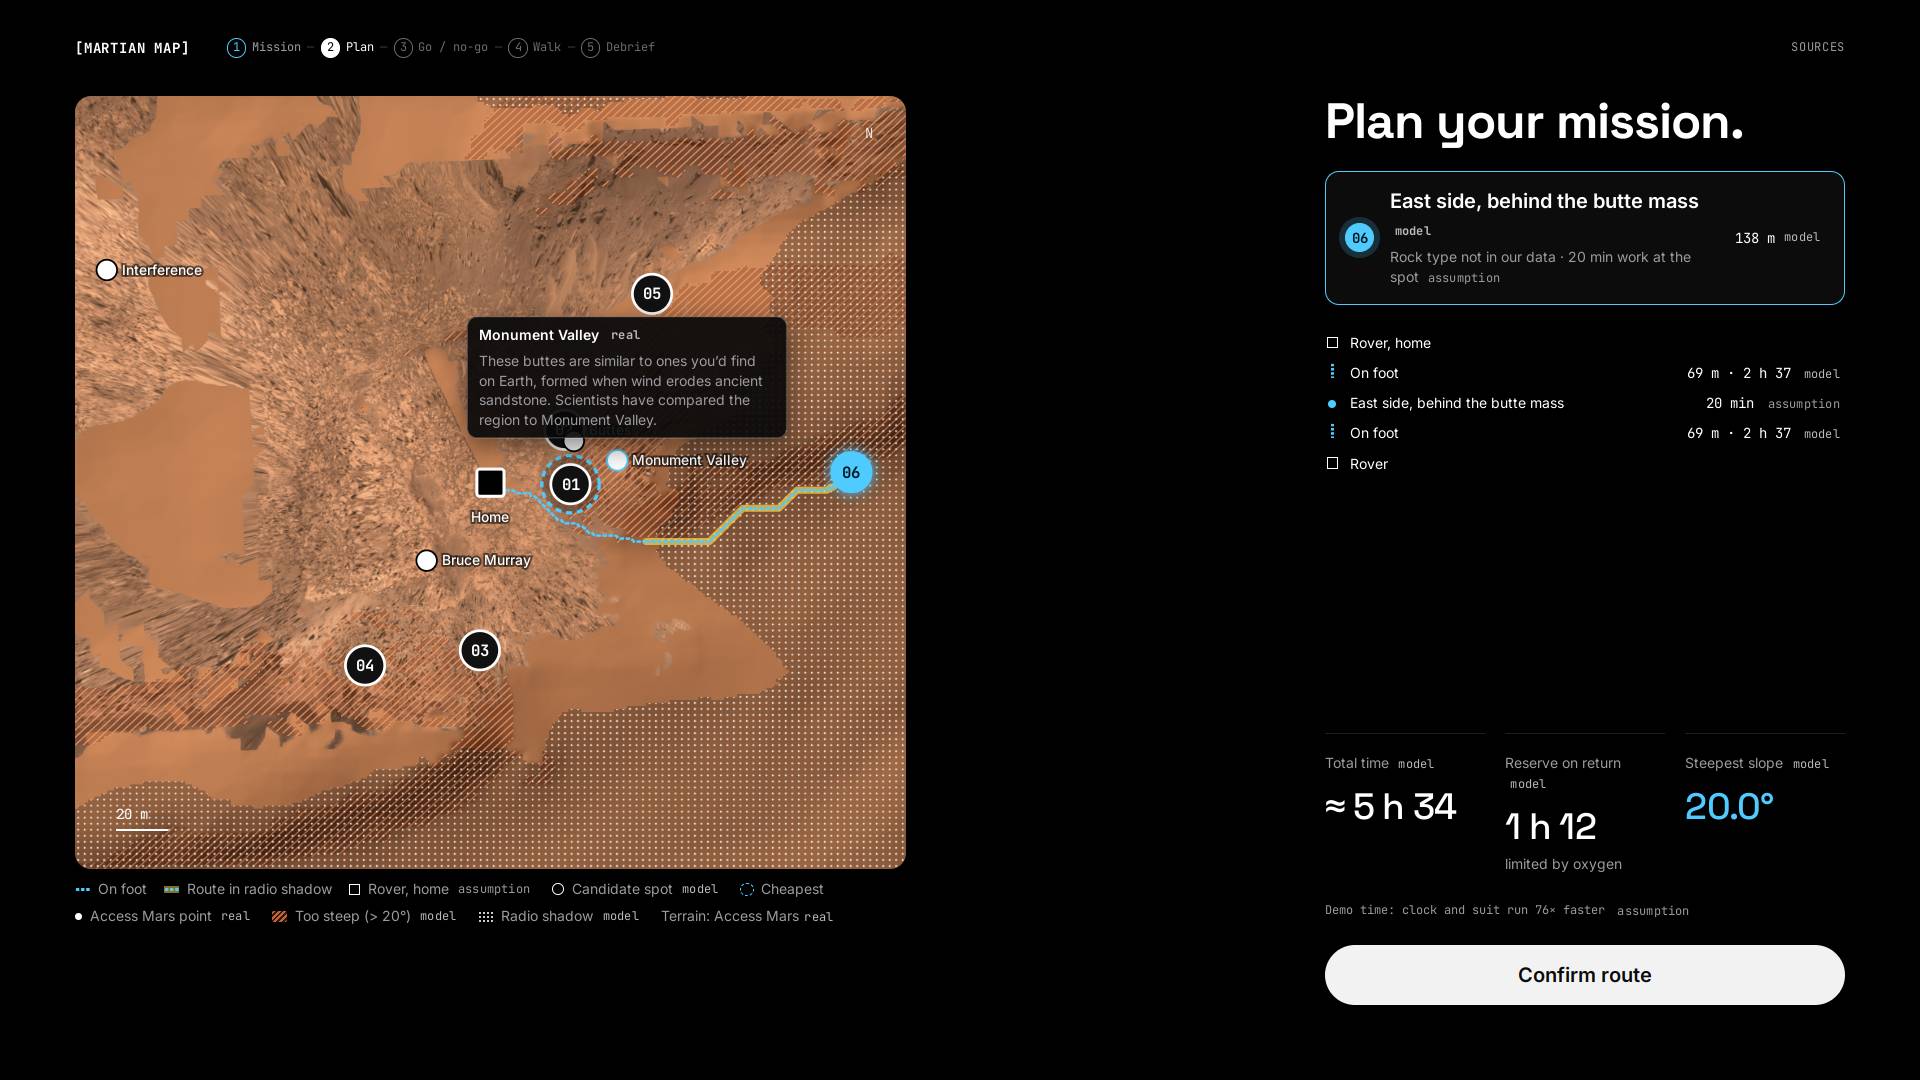 [MARTIAN MAP]
1 Mission — 2 Plan — 3 Go / no-go — 4 Walk — 5 Debrief
SOURCES
N
Interference
05
Monument Valley real
These buttes are similar to ones you'd find
on Earth, formed when wind erodes ancient
sandstone. Scientists have compared the
region to Monument Valley.
Monument Valley
06
01
Home
Bruce Murray
03
04
20 m
On foot
Route in radio shadow
Rover, home assumption
Candidate spot model
Cheapest
Access Mars point real
Too steep (> 20°) model
Radio shadow model
Terrain: Access Mars real
Plan your mission.
06
East side, behind the butte mass
model
138 m model
Rock type not in our data · 20 min work at the
spot assumption
Rover, home
On foot 69 m · 2 h 37 model
East side, behind the butte mass 20 min assumption
On foot 69 m · 2 h 37 model
Rover
Total time model
≈ 5 h 34
Reserve on return
model
1 h 12
limited by oxygen
Steepest slope model
20.0°
Demo time: clock and suit run 76× faster assumption
Confirm route